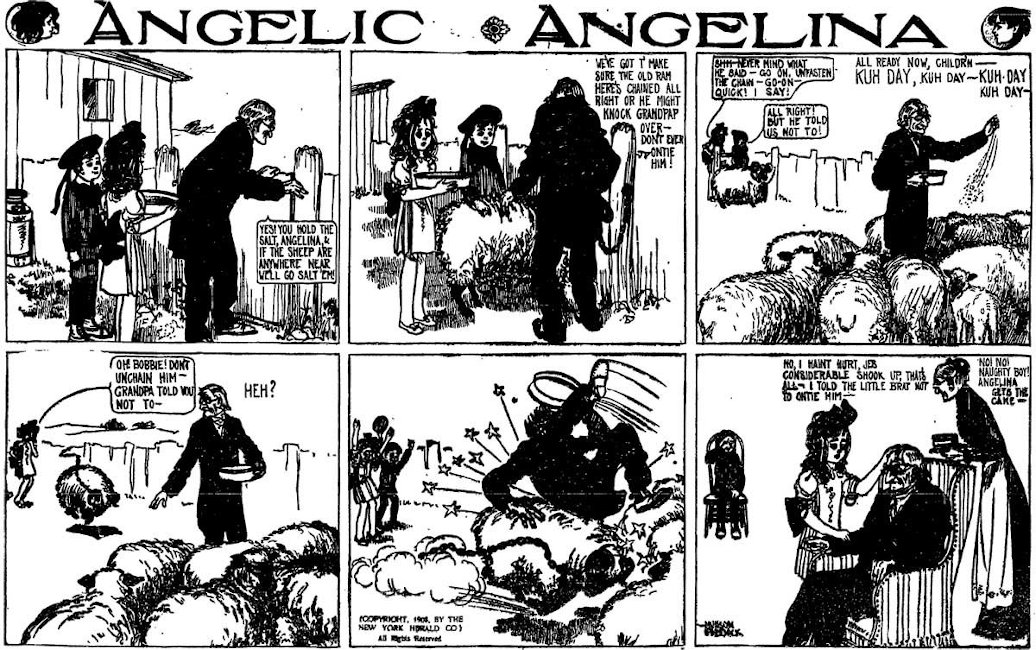 ANGELIC ANGELINA
YES! YOU HOLD THE
SALT, ANGELINA, &
IF THE SHEEP ARE
ANYWHERE NEAR
WE'LL GO SALT 'EM!
WE'VE GOT T' MAKE
SURE THE OLD RAM
HERE'S CHAINED ALL
RIGHT OR HE MIGHT
KNOCK GRANDPAP
OVER—
DON'T EVER
ONTIE
HIM!
SHH-NEVER MIND WHAT
HE SAID — GO ON, UNFASTEN
THE CHAIN — GO-ON—
QUICK! I SAY!
ALL RIGHT!
BUT HE TOLD
US NOT TO!
ALL READY NOW, CHILDR'N—
KUH DAY, KUH DAY— KUH-DAY
KUH DAY—
OH! BOBBIE! DON'T
UNCHAIN HIM—
GRANDPA TOLD YOU
NOT TO—
HEH?
(COPYRIGHT, 1908, BY THE
NEW YORK HERALD CO)
All Rights Reserved
NO, I HAINT HURT, JEB
CONSIDERABLE SHOOK UP, THAT'S
ALL— I TOLD THE LITTLE BRAT NOT
TO ONTIE HIM—
'NO! NO!
NAUGHTY BOY!
ANGELINA
GETS THE
CAKE—